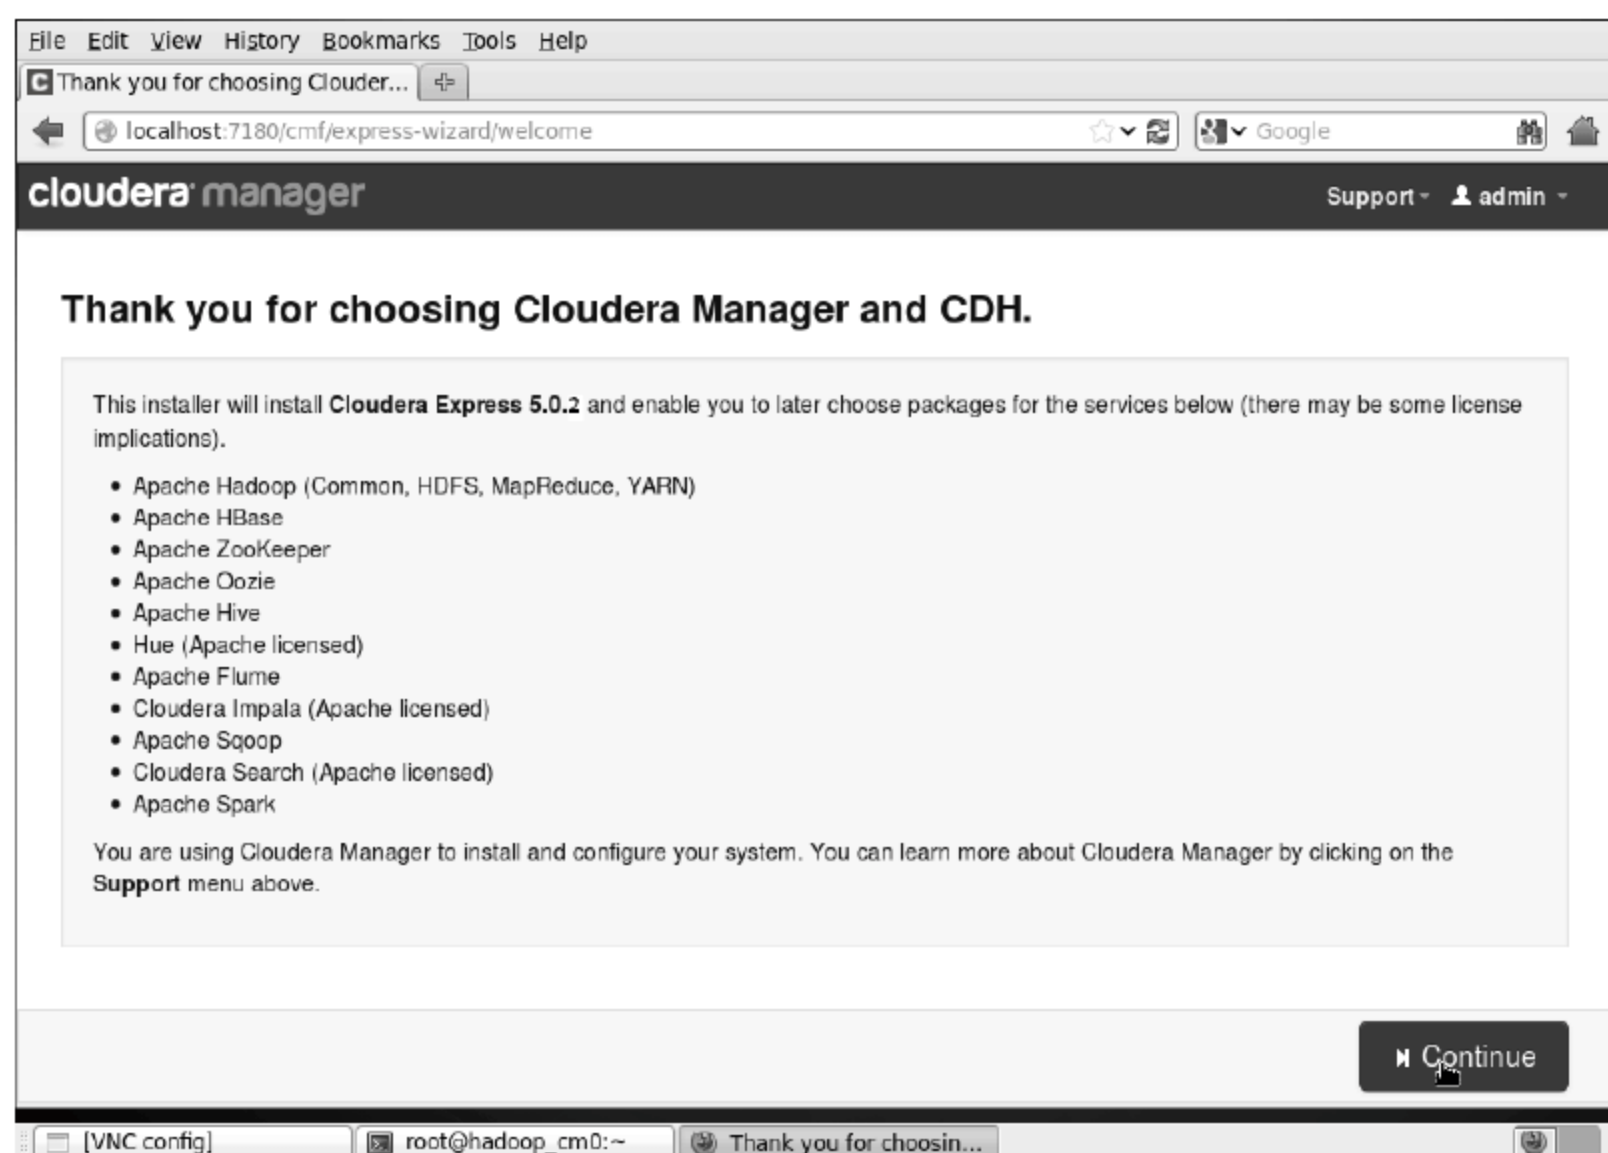 File Edit View History Bookmarks Tools Help
Thank you for choosing Clouder...
localhost:7180/cmf/express-wizard/welcome
Google
cloudera manager
Support
admin
Thank you for choosing Cloudera Manager and CDH.
This installer will install Cloudera Express 5.0.2 and enable you to later choose packages for the services below (there may be some license
implications).
• Apache Hadoop (Common, HDFS, MapReduce, YARN)
• Apache HBase
• Apache ZooKeeper
• Apache Oozie
• Apache Hive
• Hue (Apache licensed)
• Apache Flume
• Cloudera Impala (Apache licensed)
• Apache Sqoop
• Cloudera Search (Apache licensed)
• Apache Spark
You are using Cloudera Manager to install and configure your system. You can learn more about Cloudera Manager by clicking on the
Support menu above.
Continue
[VNC config]
root@hadoop_cm0:~
Thank you for choosin...